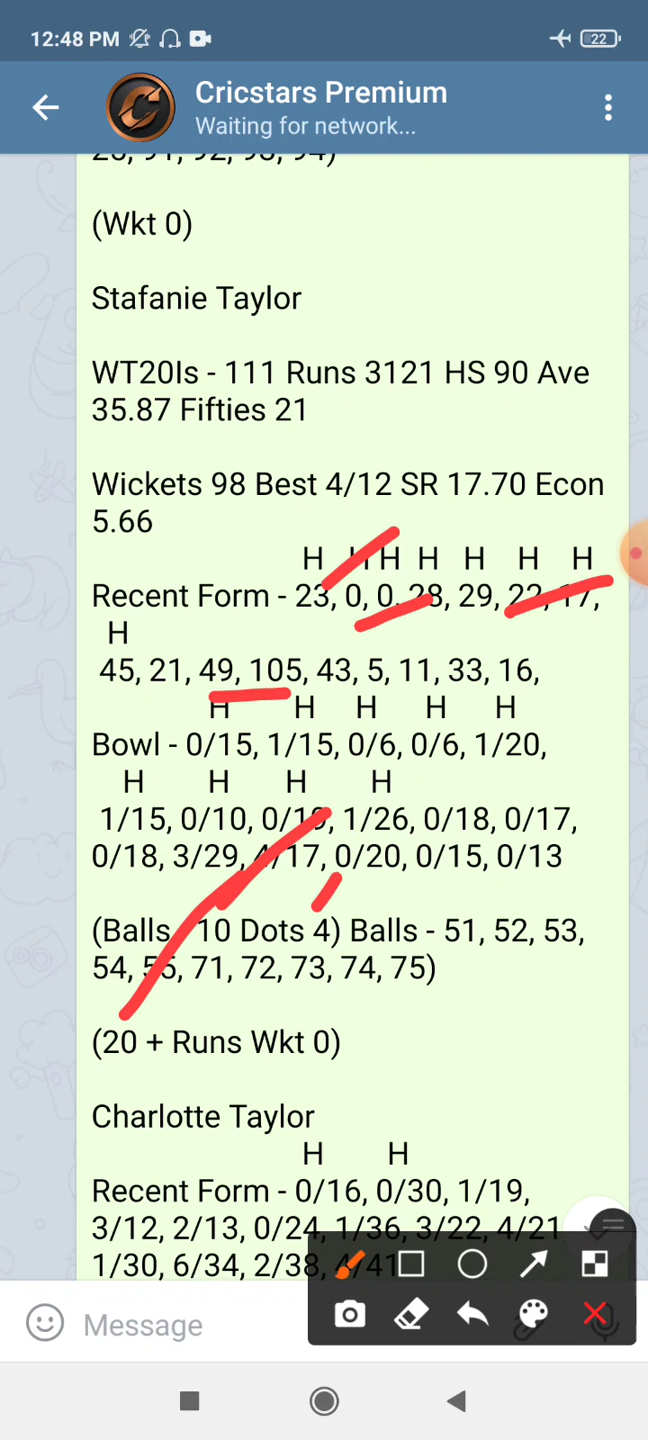 12:48 PM
22
Cricstars Premium
Waiting for network...
(Wkt 0)
Stafanie Taylor
WT20Is - 111 Runs 3121 HS 90 Ave
35.87 Fifties 21
Wickets 98 Best 4/12 SR 17.70 Econ
5.66
H H H H H H H
Recent Form - 23, 0, 0, 28, 29, 22, 17,
H
45, 21, 49, 105, 43, 5, 11, 33, 16,
H H H H H
Bowl - 0/15, 1/15, 0/6, 0/6, 1/20,
H H H H
1/15, 0/10, 0/19, 1/26, 0/18, 0/17,
0/18, 3/29, 4/17, 0/20, 0/15, 0/13
(Balls - 10 Dots 4) Balls - 51, 52, 53,
54, 55, 71, 72, 73, 74, 75)
(20 + Runs Wkt 0)
Charlotte Taylor
H H
Recent Form - 0/16, 0/30, 1/19,
3/12, 2/13, 0/24, 1/36, 3/22, 4/21
1/30, 6/34, 2/38, 4/41
Message